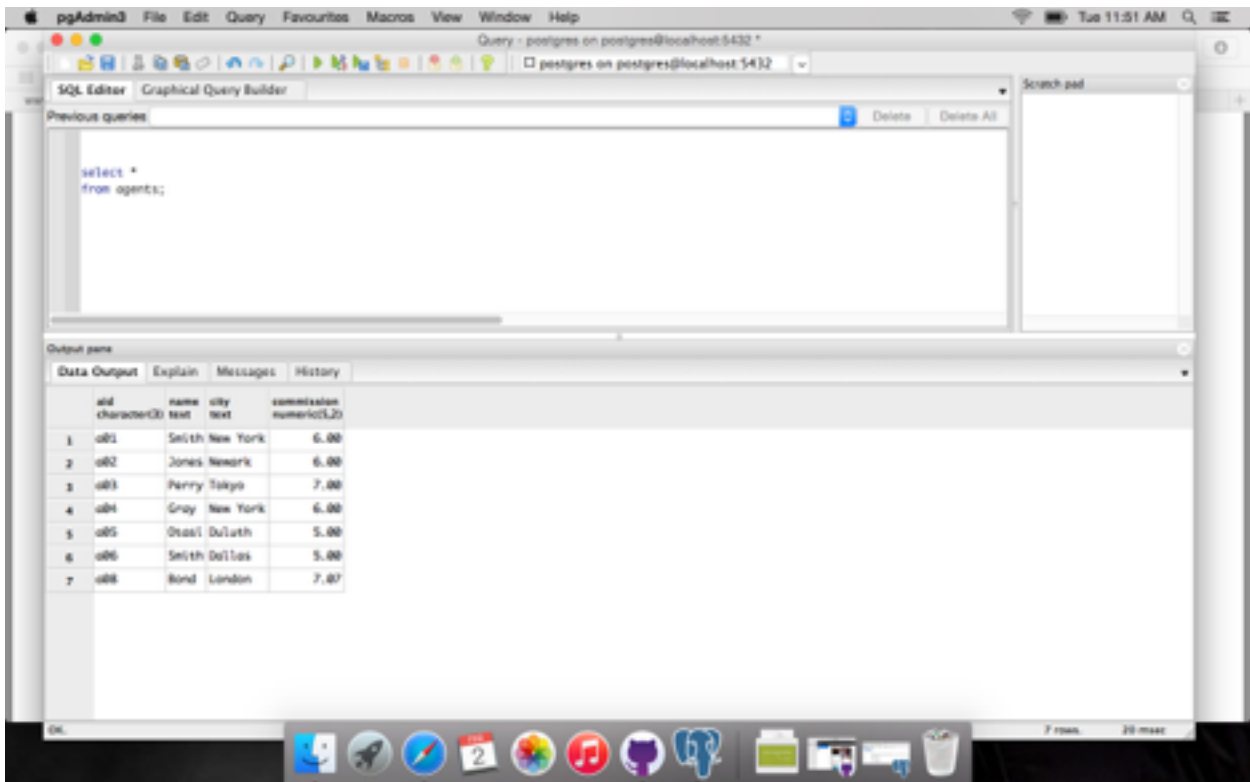 pgAdmin3 File Edit Query Favourites Macros View Window Help Tue 11:51 AM
Query - postgres on postgres@localhost:5432 *
postgres on postgres@localhost:5432
SQL Editor Graphical Query Builder
Scratch pad
Previous queries Delete Delete All
select *
from agents;
Output pane
Data Output Explain Messages History
aid name city commission
character(3) text text numeric(5,2)
1 a01 Smith New York 6.00
2 a02 Jones Newark 6.00
3 a03 Perry Tokyo 7.00
4 a04 Gray New York 6.00
5 a05 Otasi Duluth 5.00
6 a06 Smith Dallas 5.00
7 a08 Bond London 7.07
OK. 7 rows. 20 msec
2